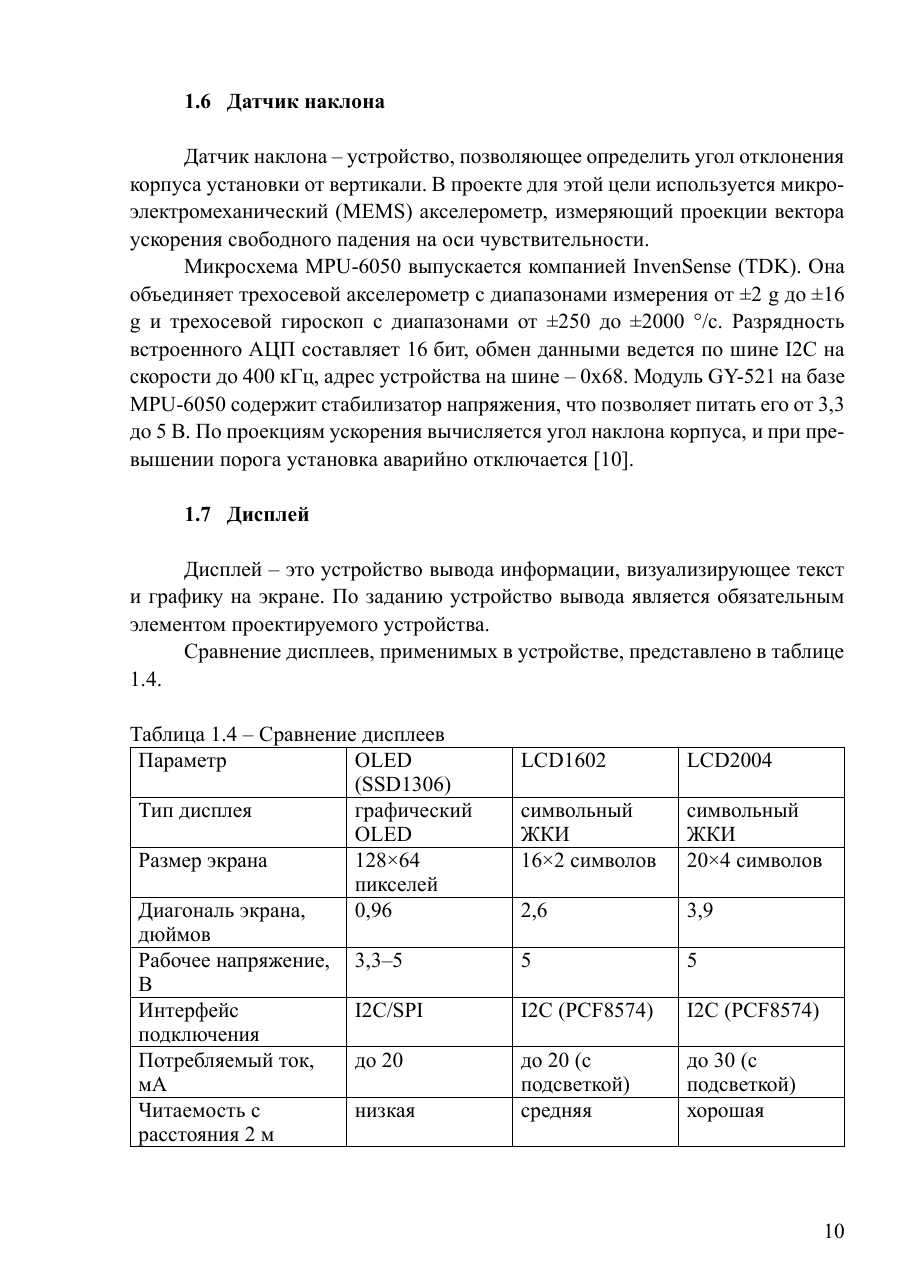 1.6 Датчик наклона
Датчик наклона – устройство, позволяющее определить угол отклонения
корпуса установки от вертикали. В проекте для этой цели используется микро-
электромеханический (MEMS) акселерометр, измеряющий проекции вектора
ускорения свободного падения на оси чувствительности.
Микросхема MPU-6050 выпускается компанией InvenSense (TDK). Она
объединяет трехосевой акселерометр с диапазонами измерения от ±2 g до ±16
g и трехосевой гироскоп с диапазонами от ±250 до ±2000 °/с. Разрядность
встроенного АЦП составляет 16 бит, обмен данными ведется по шине I2C на
скорости до 400 кГц, адрес устройства на шине – 0x68. Модуль GY-521 на базе
MPU-6050 содержит стабилизатор напряжения, что позволяет питать его от 3,3
до 5 В. По проекциям ускорения вычисляется угол наклона корпуса, и при пре-
вышении порога установка аварийно отключается [10].
1.7 Дисплей
Дисплей – это устройство вывода информации, визуализирующее текст
и графику на экране. По заданию устройство вывода является обязательным
элементом проектируемого устройства.
Сравнение дисплеев, применимых в устройстве, представлено в таблице
1.4.
Таблица 1.4 – Сравнение дисплеев
Параметр OLED LCD1602 LCD2004
(SSD1306)
Тип дисплея графический символьный символьный
OLED ЖКИ ЖКИ
Размер экрана 128×64 16×2 символов 20×4 символов
пикселей
Диагональ экрана, 0,96 2,6 3,9
дюймов
Рабочее напряжение, 3,3–5 5 5
В
Интерфейс I2C/SPI I2C (PCF8574) I2C (PCF8574)
подключения
Потребляемый ток, до 20 до 20 (с до 30 (с
мА подсветкой) подсветкой)
Читаемость с низкая средняя хорошая
расстояния 2 м
10